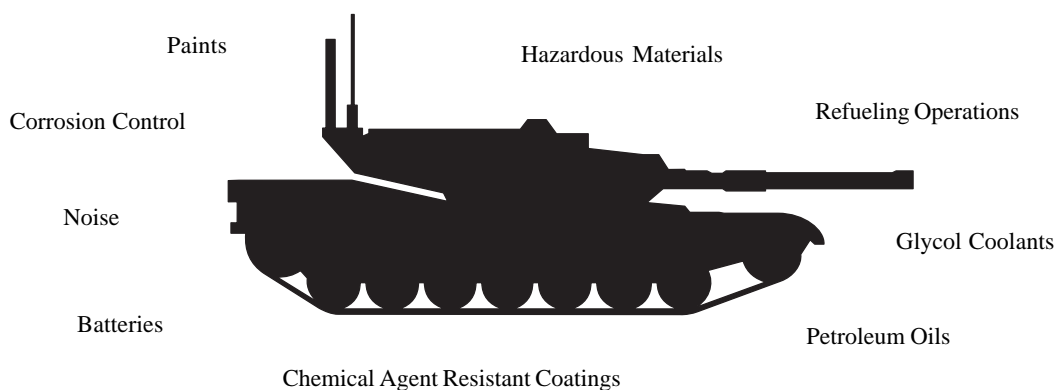 Paints
Hazardous Materials
Refueling Operations
Corrosion Control
Noise
Glycol Coolants
Batteries
Petroleum Oils
Chemical Agent Resistant Coatings